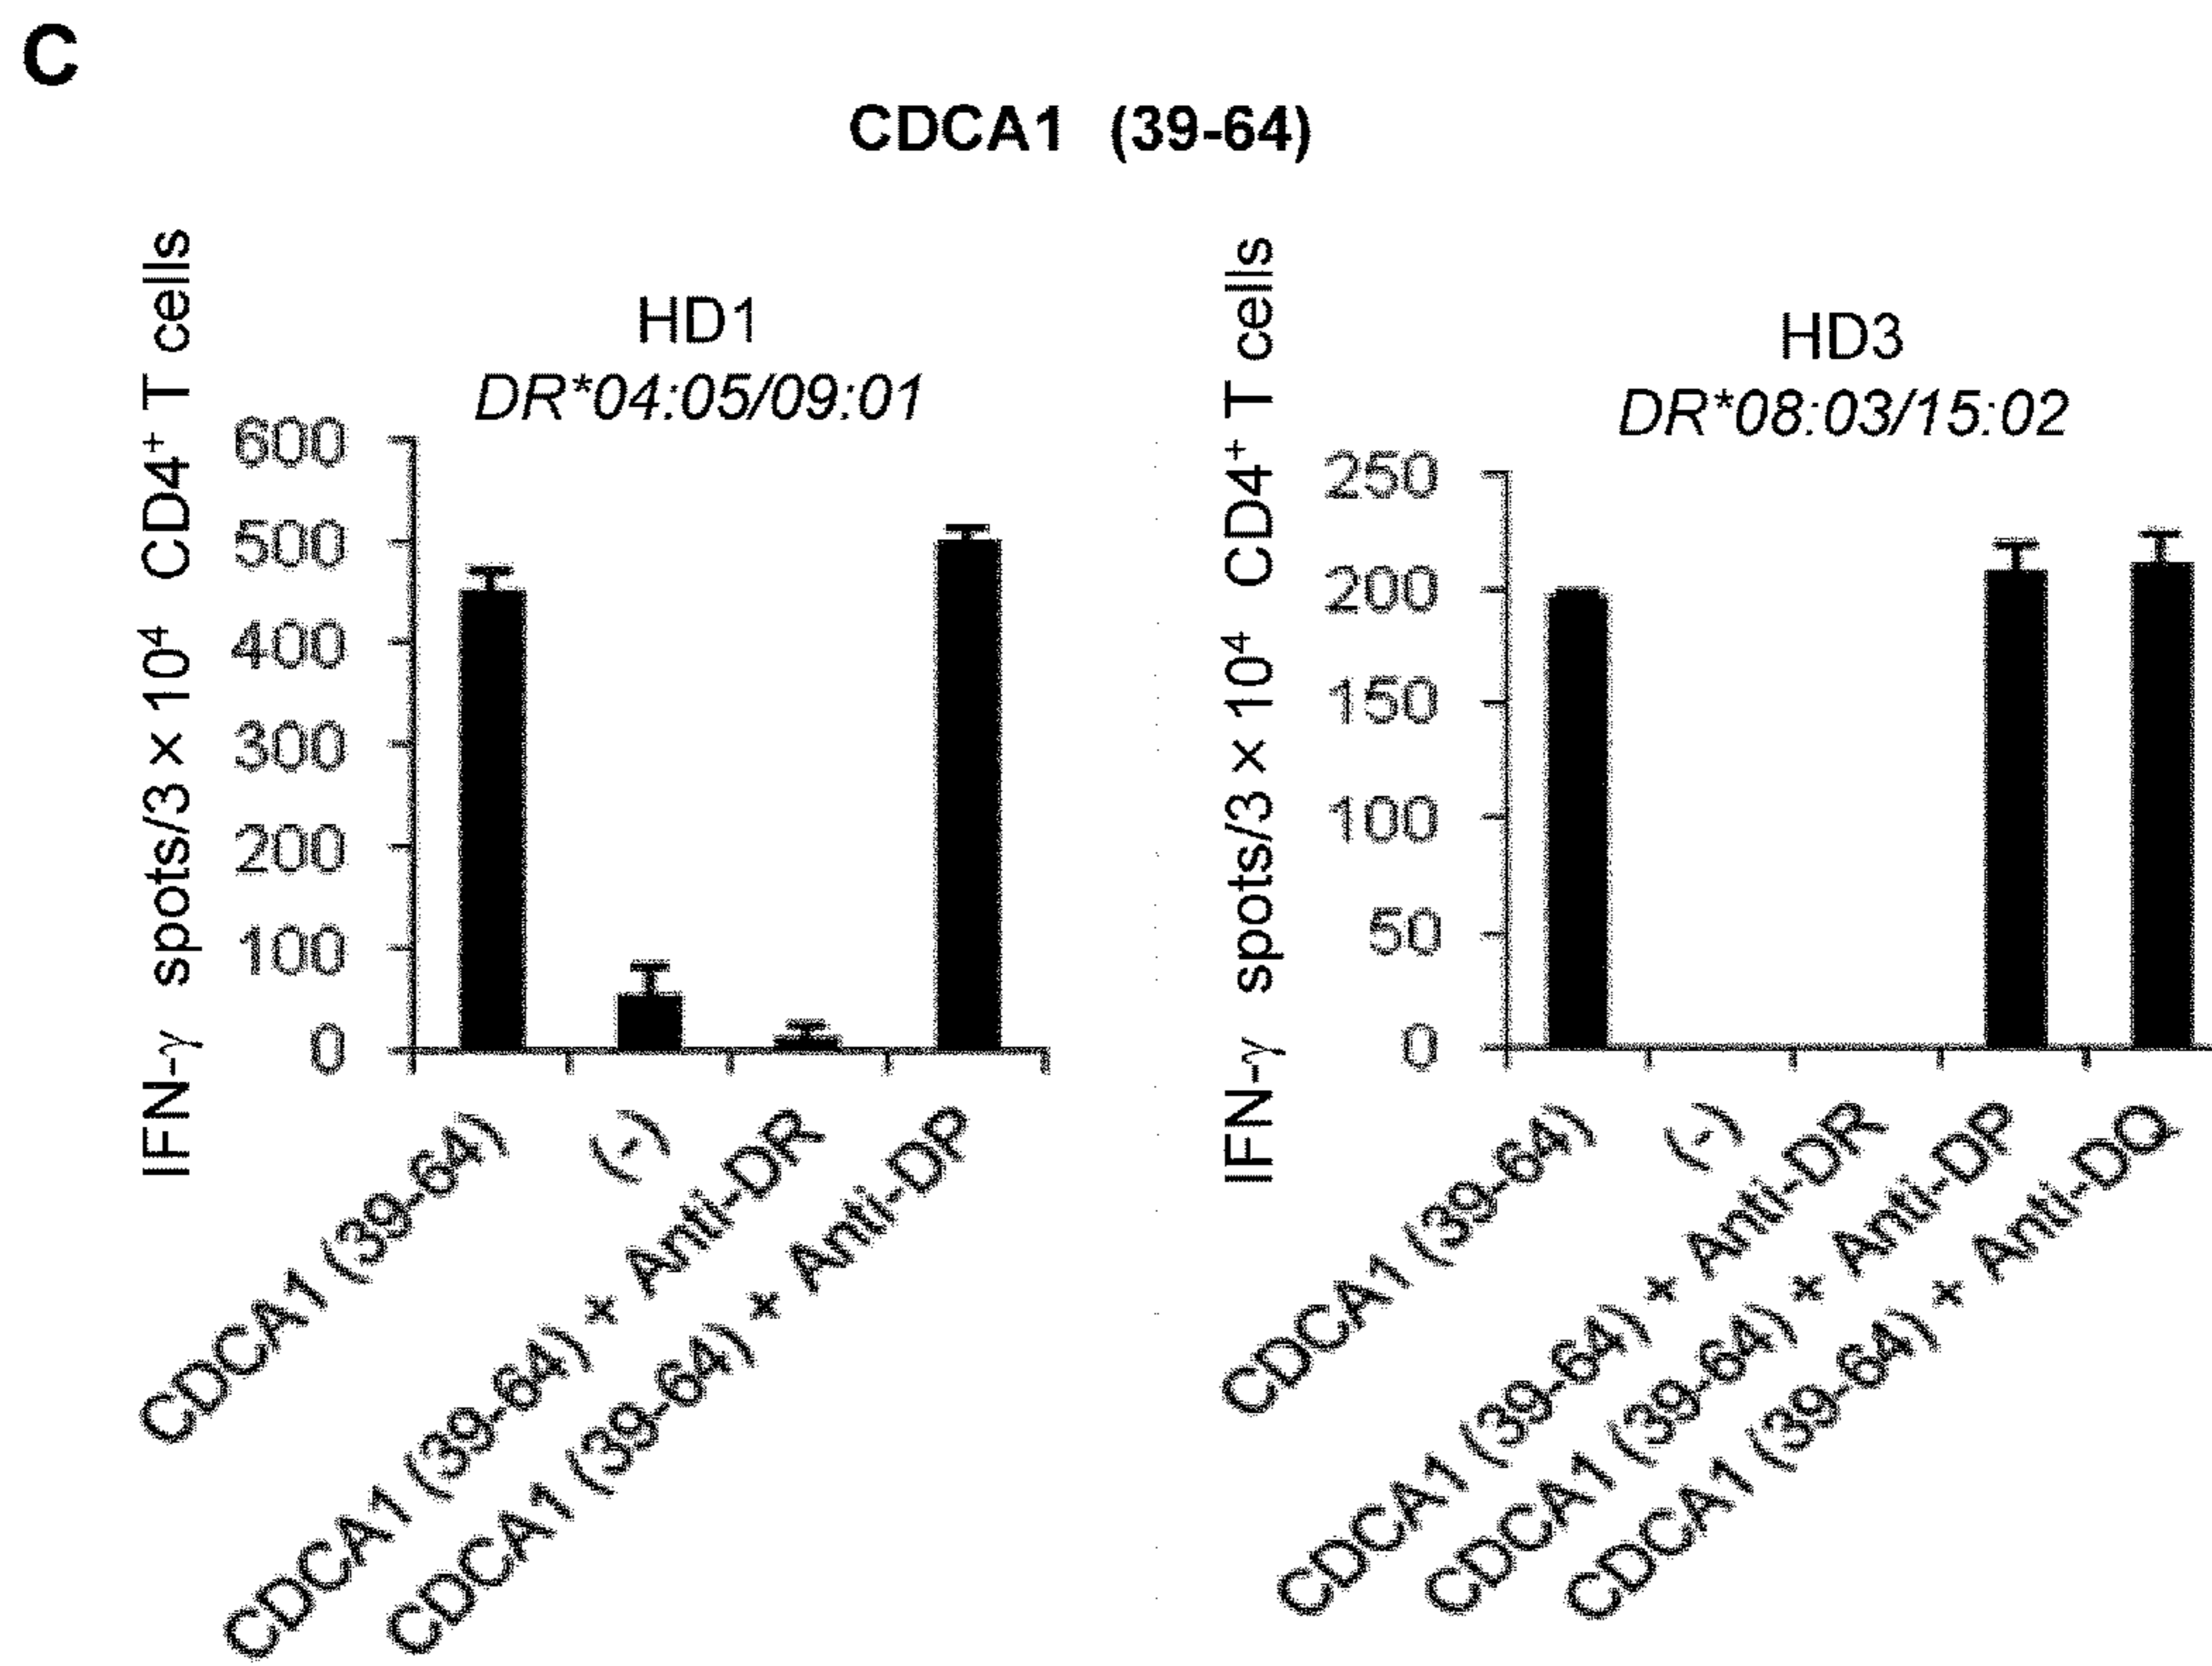 C
CDCA1 (39-64)
HD1
DR*04:05/09:01
IFN-γ spots/3 × 10⁴ CD4⁺ T cells
600
500
400
300
200
100
0
CDCA1 (39-64)
(-)
CDCA1 (39-64) + Anti-DR
CDCA1 (39-64) + Anti-DP
HD3
DR*08:03/15:02
IFN-γ spots/3 × 10⁴ CD4⁺ T cells
250
200
150
100
50
0
CDCA1 (39-64)
(-)
CDCA1 (39-64) + Anti-DR
CDCA1 (39-64) + Anti-DP
CDCA1 (39-64) + Anti-DQ